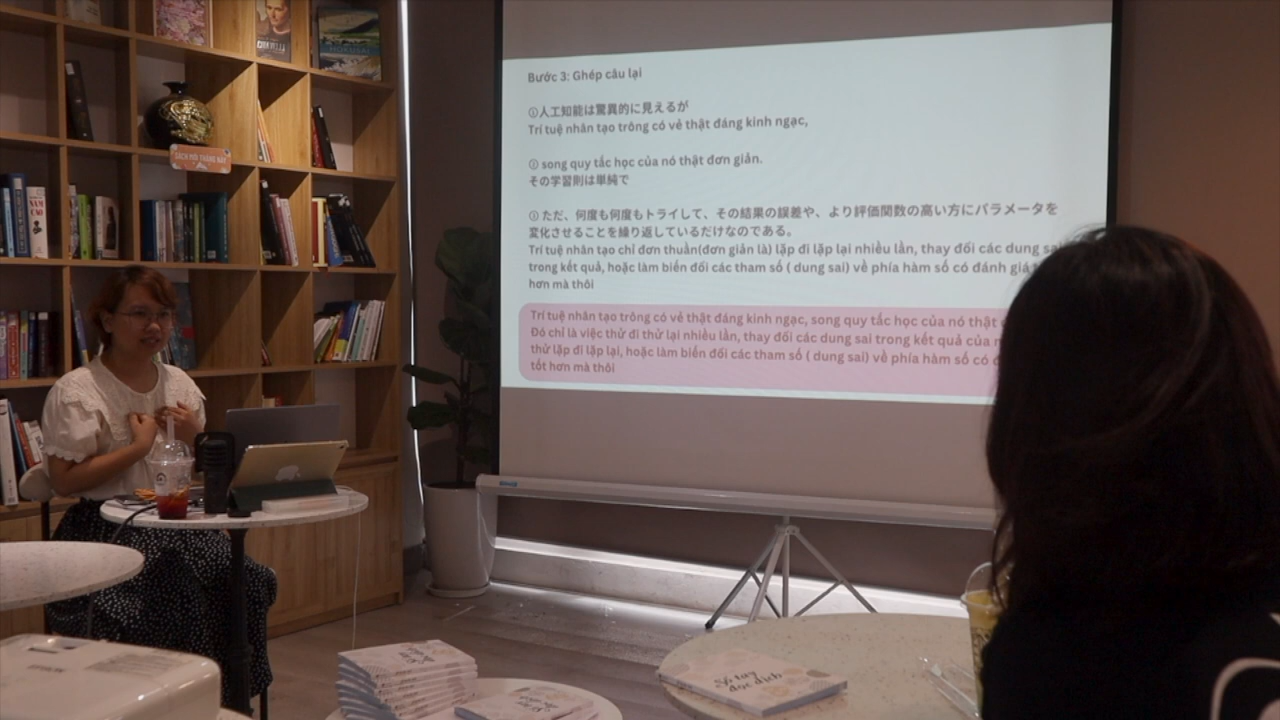 SÁCH MỚI THÁNG NÀY
NAM CAO
Bước 3: Ghép câu lại
①人工知能は驚異的に見えるが
Trí tuệ nhân tạo trông có vẻ thật đáng kinh ngạc,
① song quy tắc học của nó thật đơn giản.
その学習則は単純で
① ただ、何度も何度もトライして、その結果の誤差や、より評価関数の高い方にパラメータを
変化させることを繰り返しているだけなのである。
Trí tuệ nhân tạo chỉ đơn thuần(đơn giản là) lặp đi lặp lại nhiều lần, thay đổi các dung sai
trong kết quả, hoặc làm biến đổi các tham số ( dung sai) về phía hàm số có đánh giá
hơn mà thôi
Trí tuệ nhân tạo trông có vẻ thật đáng kinh ngạc, song quy tắc học của nó thật
Đó chỉ là việc thử đi thử lại nhiều lần, thay đổi các dung sai trong kết quả của
thử lặp đi lặp lại, hoặc làm biến đổi các tham số ( dung sai) về phía hàm số có
tốt hơn mà thôi
Sổ tay
đọc dịch